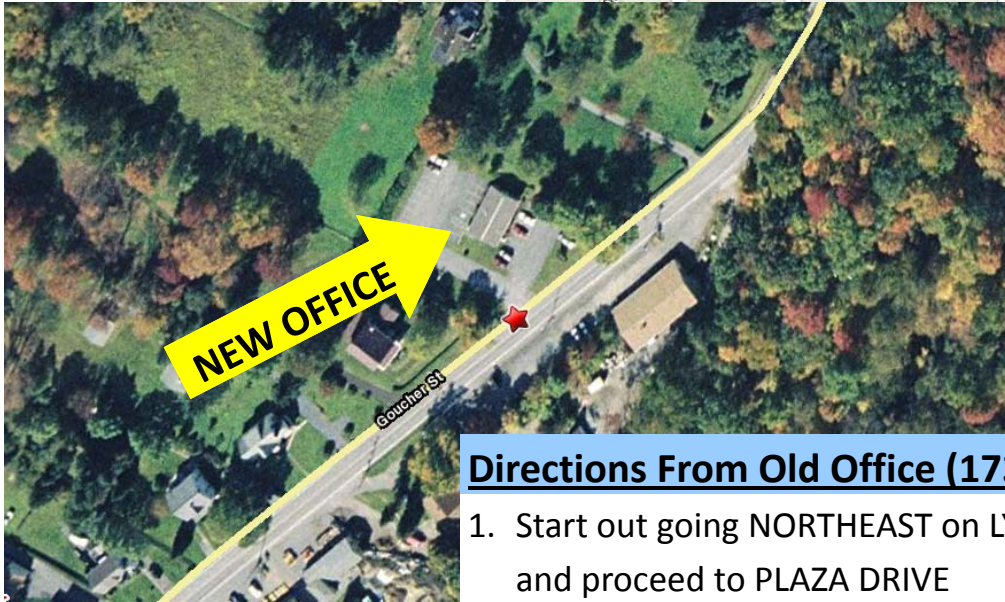 NEW OFFICE
Goucher St
Directions From Old Office (17
1. Start out going NORTHEAST on
and proceed to PLAZA DRIVE